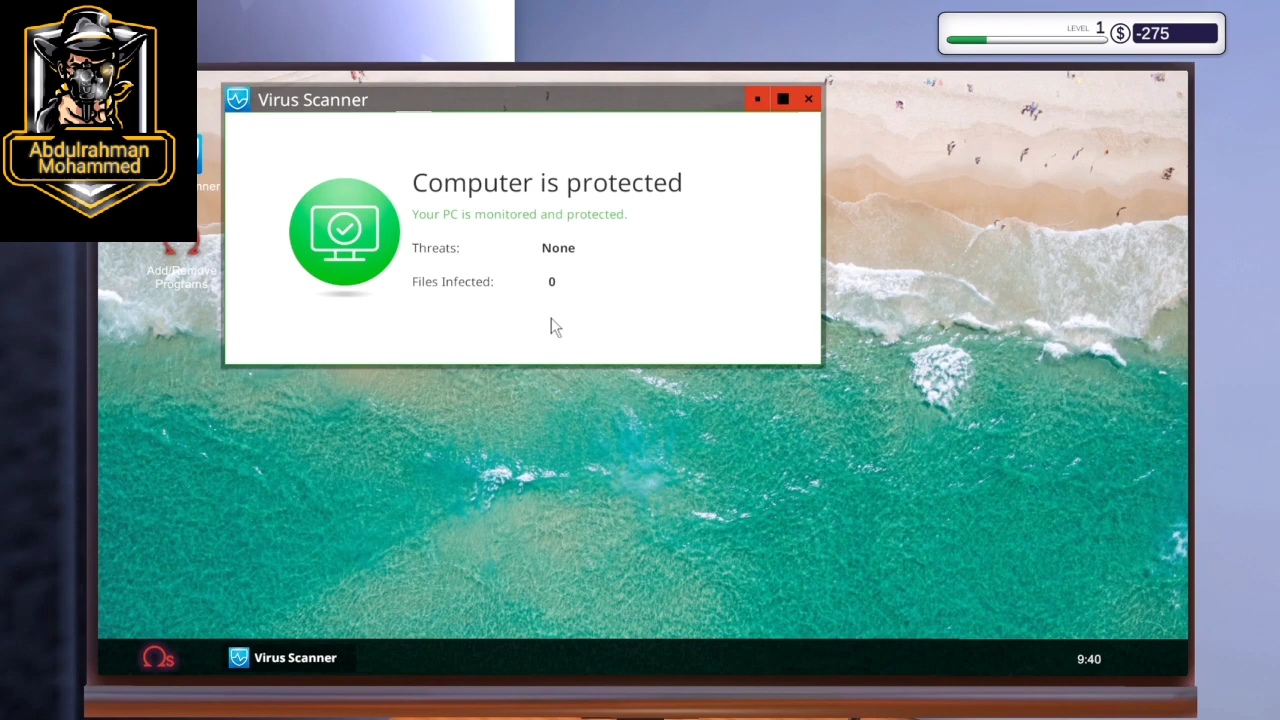 Abdulrahman
Mohammed
LEVEL 1
$ -275
Virus Scanner
Computer is protected
Your PC is monitored and protected.
Threats: None
Files Infected: 0
Add/Remove
Programs
Ωs
Virus Scanner
9:40